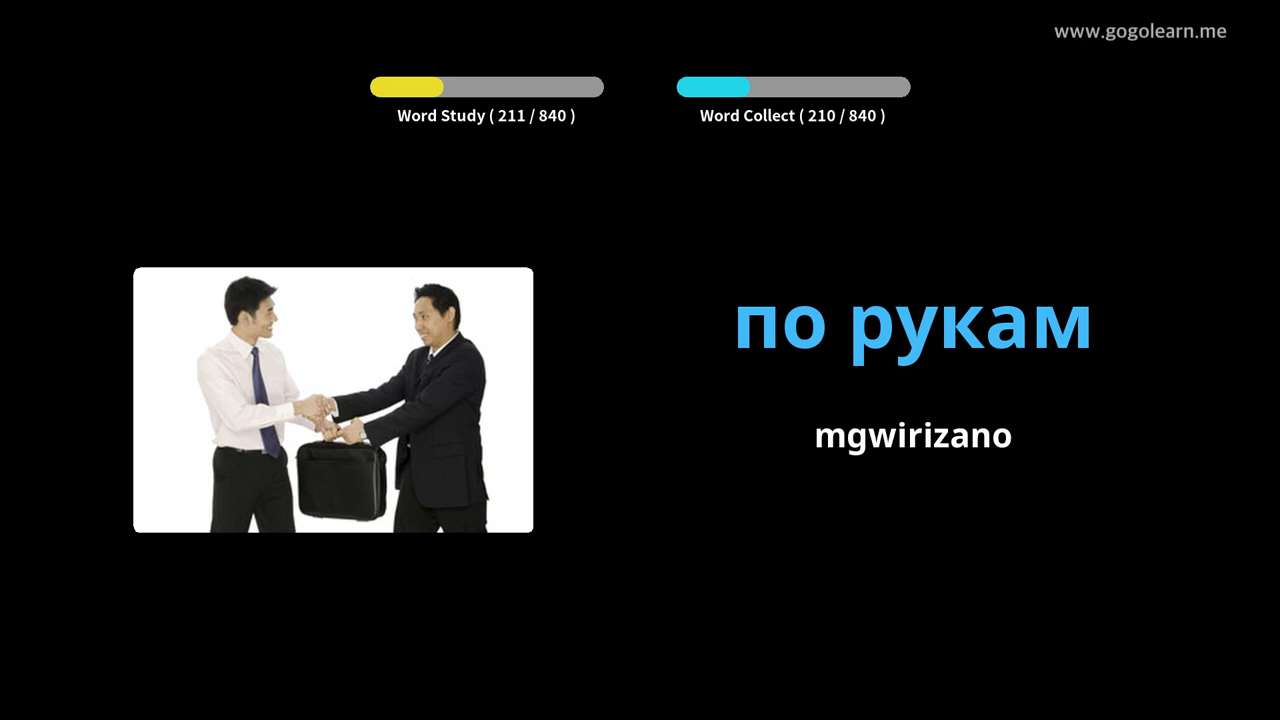 www.gogolearn.me
Word Study ( 211 / 840 )
Word Collect ( 210 / 840 )
по рукам
mgwirizano